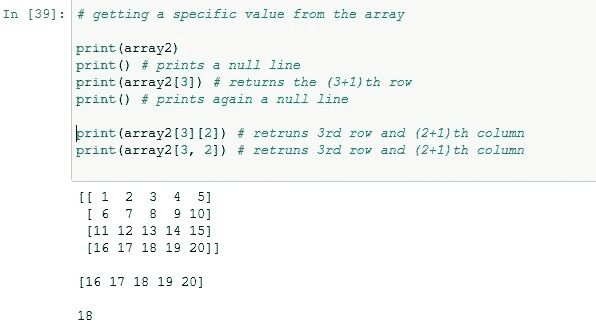 In [39]: # getting a specific value from the array
print(array2)
print() # prints a null line
print(array2[3]) # returns the (3+1)th row
print() # prints again a null line
print(array2[3][2]) # retruns 3rd row and (2+1)th column
print(array2[3, 2]) # retruns 3rd row and (2+1)th column
[[ 1  2  3  4  5]
 [ 6  7  8  9 10]
 [11 12 13 14 15]
 [16 17 18 19 20]]
[16 17 18 19 20]
18